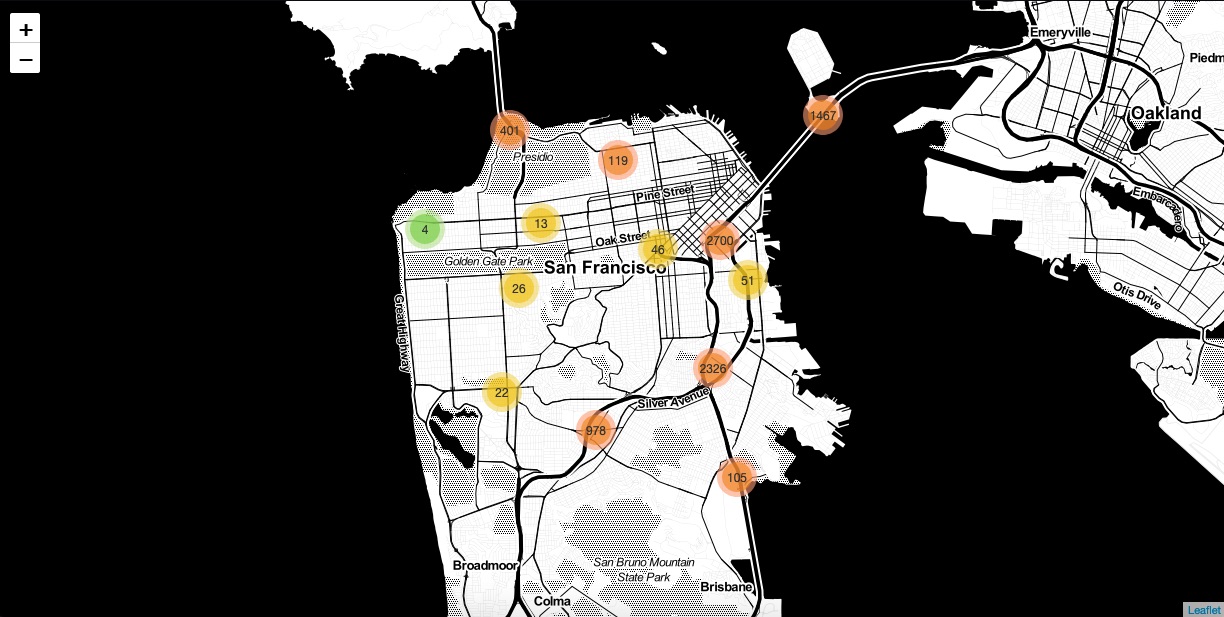 +
−
Emeryville
Piedm
Oakland
1467
401
119
Presidio
Pine Street
Embarcadero
4
13
Oak Street
46
2700
Golden Gate Park
San Francisco
26
51
Otis Drive
Great Highway
2326
22
Silver Avenue
978
105
San Bruno Mountain
State Park
Broadmoor
Brisbane
Colma
Leaflet